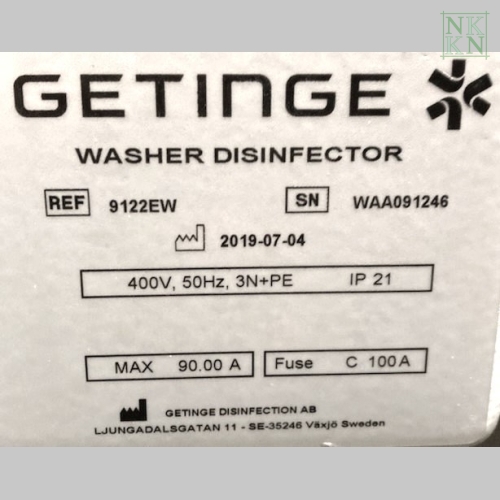 NK
KN
GETINGE
WASHER DISINFECTOR
REF 9122EW SN WAA091246
2019-07-04
400V, 50Hz, 3N+PE IP 21
MAX 90.00 A Fuse C 100A
GETINGE DISINFECTION AB
LJUNGADALSGATAN 11 - SE-35246 Växjö Sweden